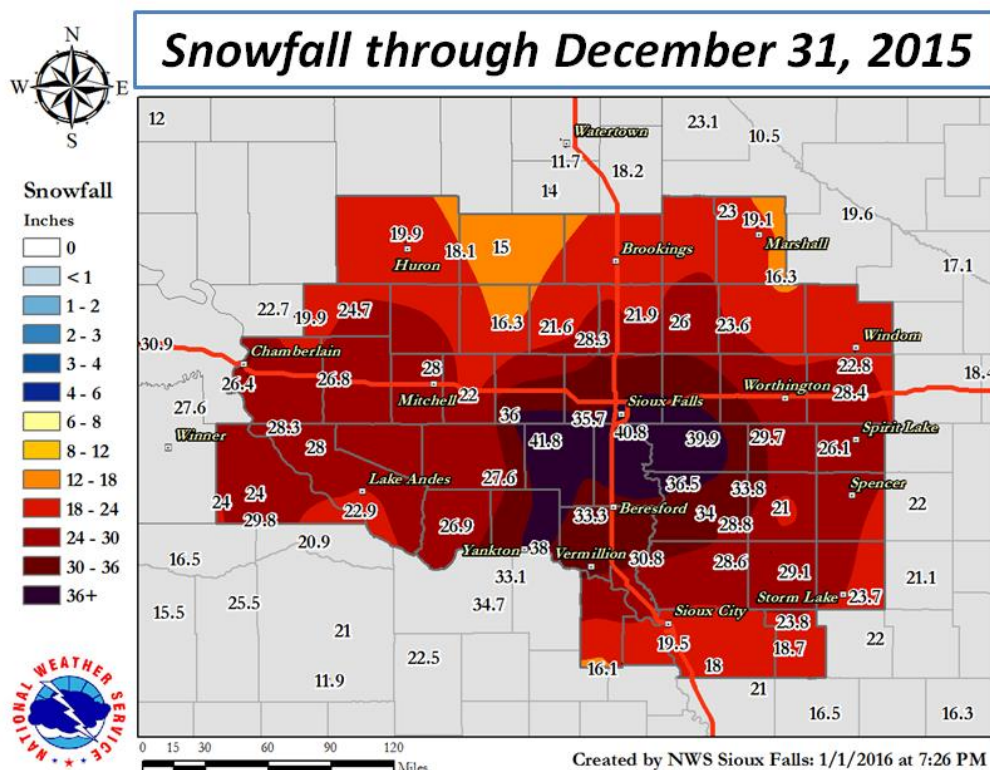 Snowfall through December 31, 2015
N
W E
S
Snowfall
Inches
0
< 1
1 - 2
2 - 3
3 - 4
4 - 6
6 - 8
8 - 12
12 - 18
18 - 24
24 - 30
30 - 36
36+
12
23.1
10.5
Watertown
11.7
18.2
14
19.9
Huron
18.1
15
Brookings
23
19.1
Marshall
19.6
17.1
16.3
22.7
19.9
24.7
16.3
21.6
28.3
21.9
26
23.6
Windom
30.9
Chamberlain
26.4
26.8
28
Mitchell
22
36
35.7
Sioux Falls
40.8
Worthington
22.8
28.4
18.4
27.6
Winner
28.3
28
41.8
39.9
29.7
26.1
Spirit Lake
24
24
29.8
Lake Andes
22.9
27.6
26.9
33.3
Beresford
36.5
33.8
34
28.8
21
Spencer
22
20.9
16.5
Yankton
38
Vermillion
30.8
28.6
29.1
Storm Lake
23.7
21.1
33.1
15.5
25.5
34.7
21
22.5
11.9
Sioux City
19.5
16.1
18
23.8
18.7
22
21
16.5
16.3
NATIONAL WEATHER SERVICE
0 15 30 60 90 120
Miles
Created by NWS Sioux Falls: 1/1/2016 at 7:26 PM